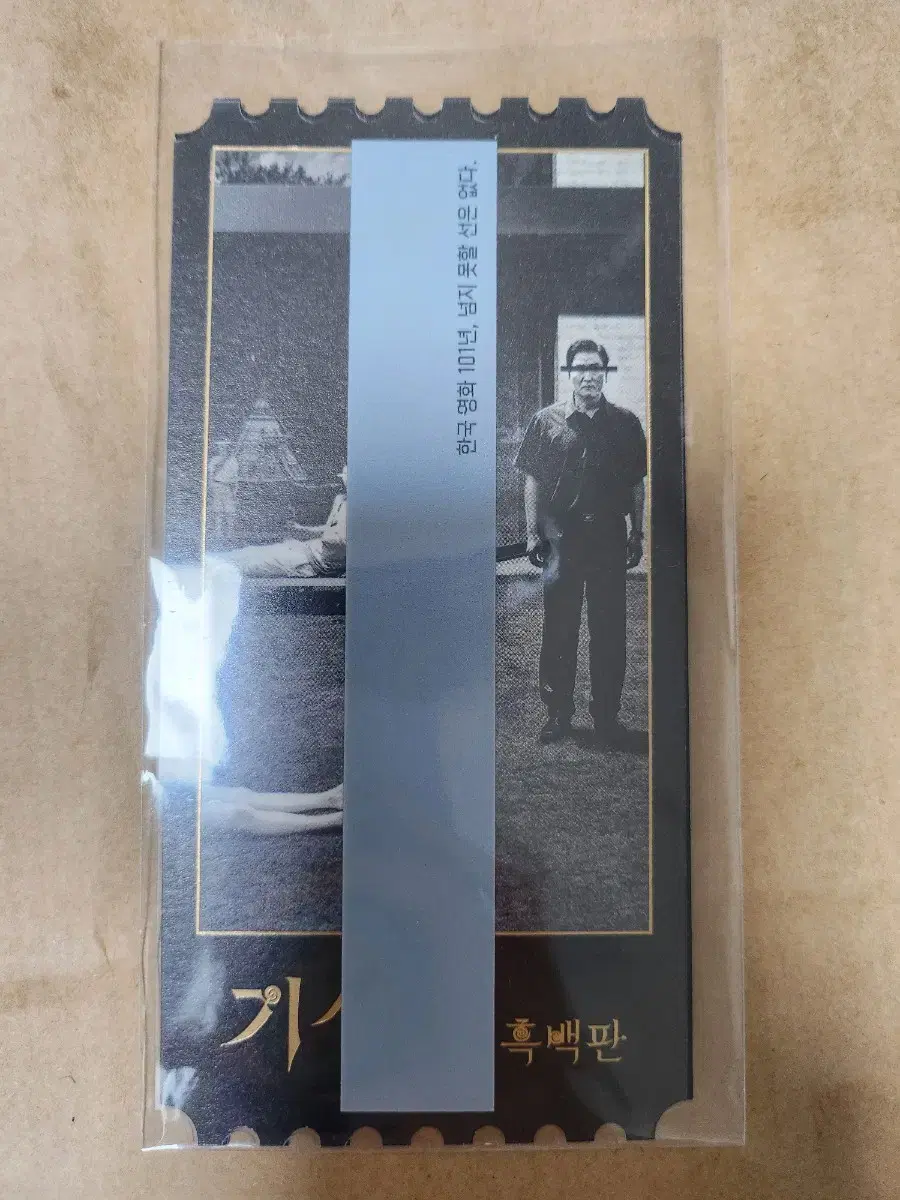 한국 영화 101년, 넘지 못할 선은 없다.
기
흑백판